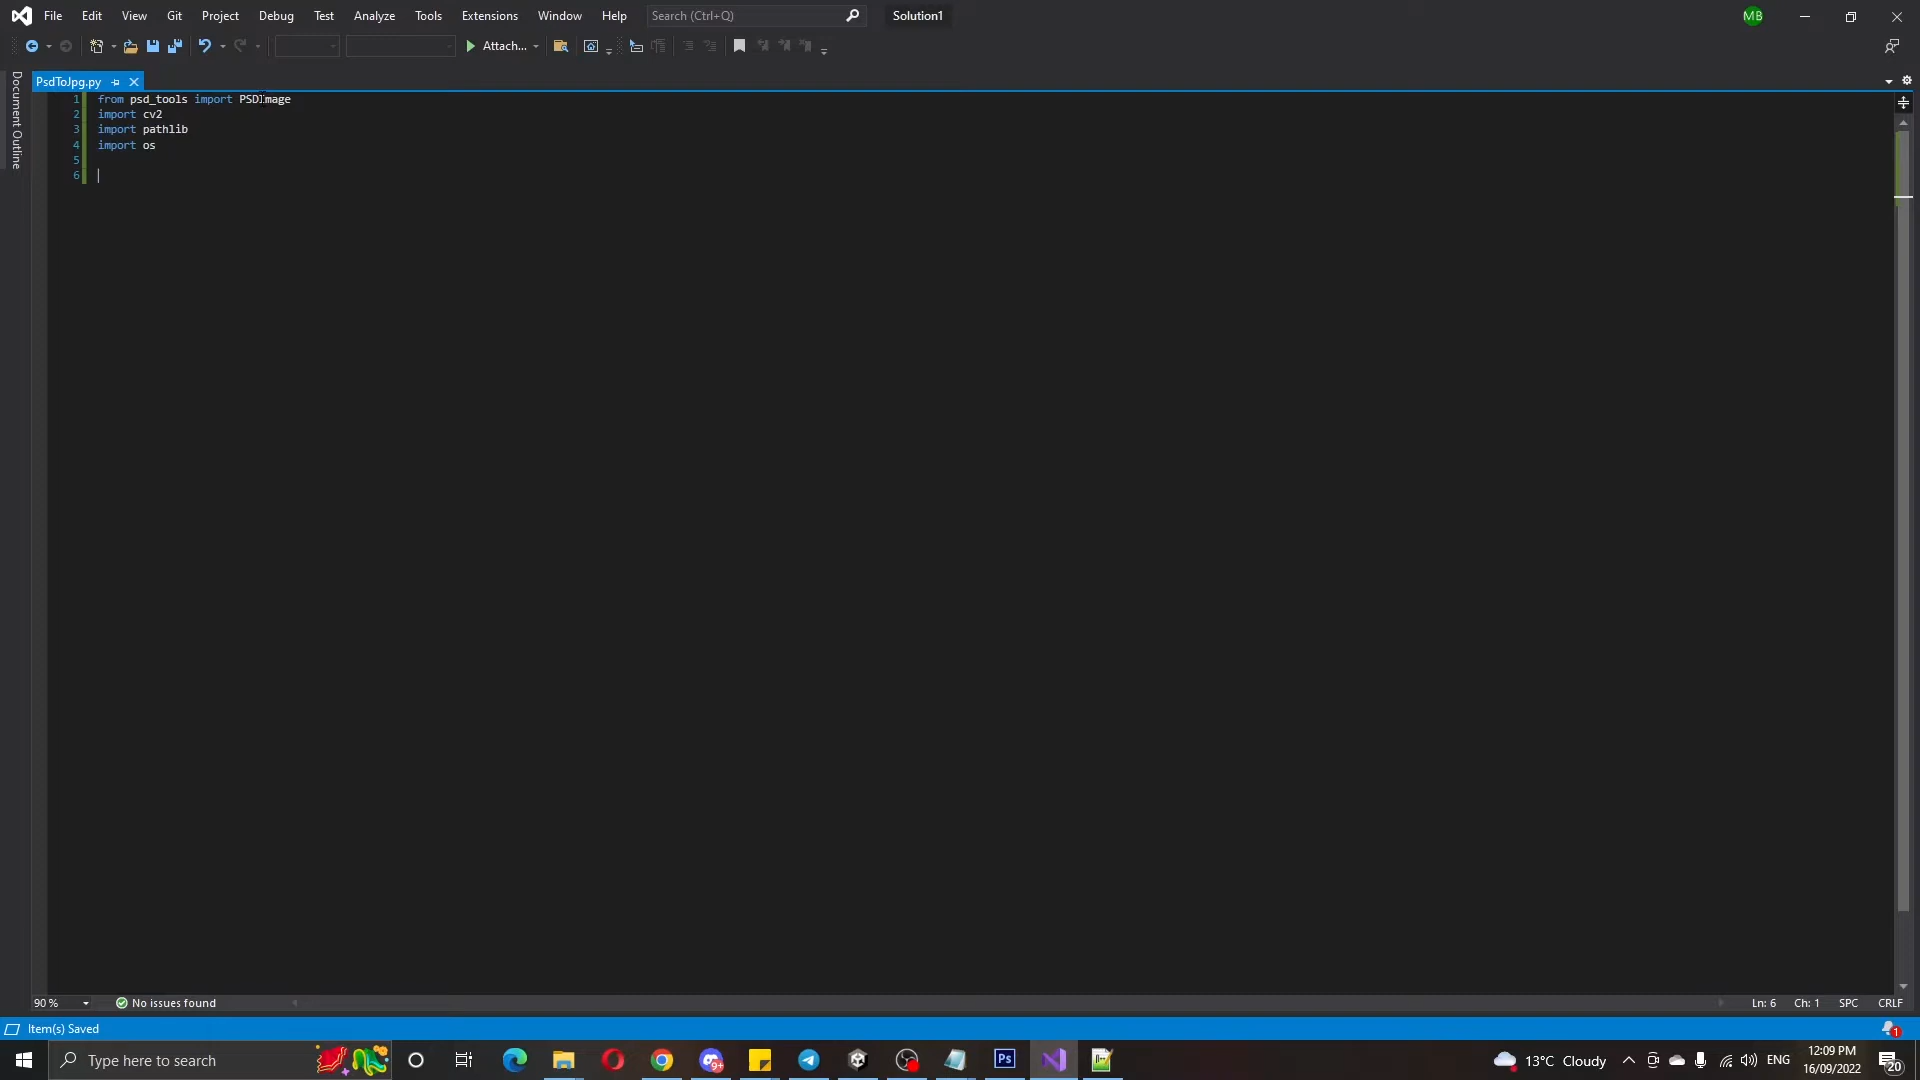 File Edit View Git Project Debug Test Analyze Tools Extensions Window Help Search (Ctrl+Q) Solution1 MB
Attach...
Document Outline
PsdToJpg.py
1 from psd_tools import PSDImage
2 import cv2
3 import pathlib
4 import os
5
6
90 % No issues found Ln: 6 Ch: 1 SPC CRLF
Item(s) Saved 1
Type here to search 9+ Ps 13°C Cloudy ENG 12:09 PM
16/09/2022 20